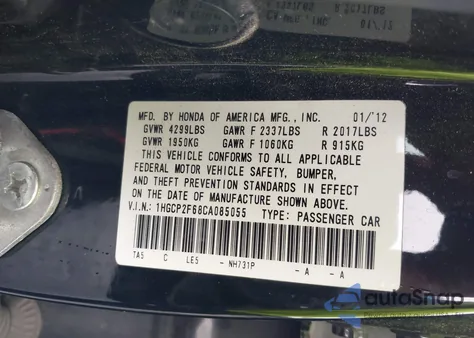 MFD. BY HONDA OF AMERICA MFG., INC. 01/'12
GVWR 4299LBS GAWR F 2337LBS R 2017LBS
GVWR 1950KG GAWR F 1060KG R 915KG
THIS VEHICLE CONFORMS TO ALL APPLICABLE
FEDERAL MOTOR VEHICLE SAFETY, BUMPER,
AND THEFT PREVENTION STANDARDS IN EFFECT
ON THE DATE OF MANUFACTURE SHOWN ABOVE.
V.I.N.: 1HGCP2F68CA085055 TYPE: PASSENGER CAR
TA5 C LE5 - NH731P - A - A
autoSnap